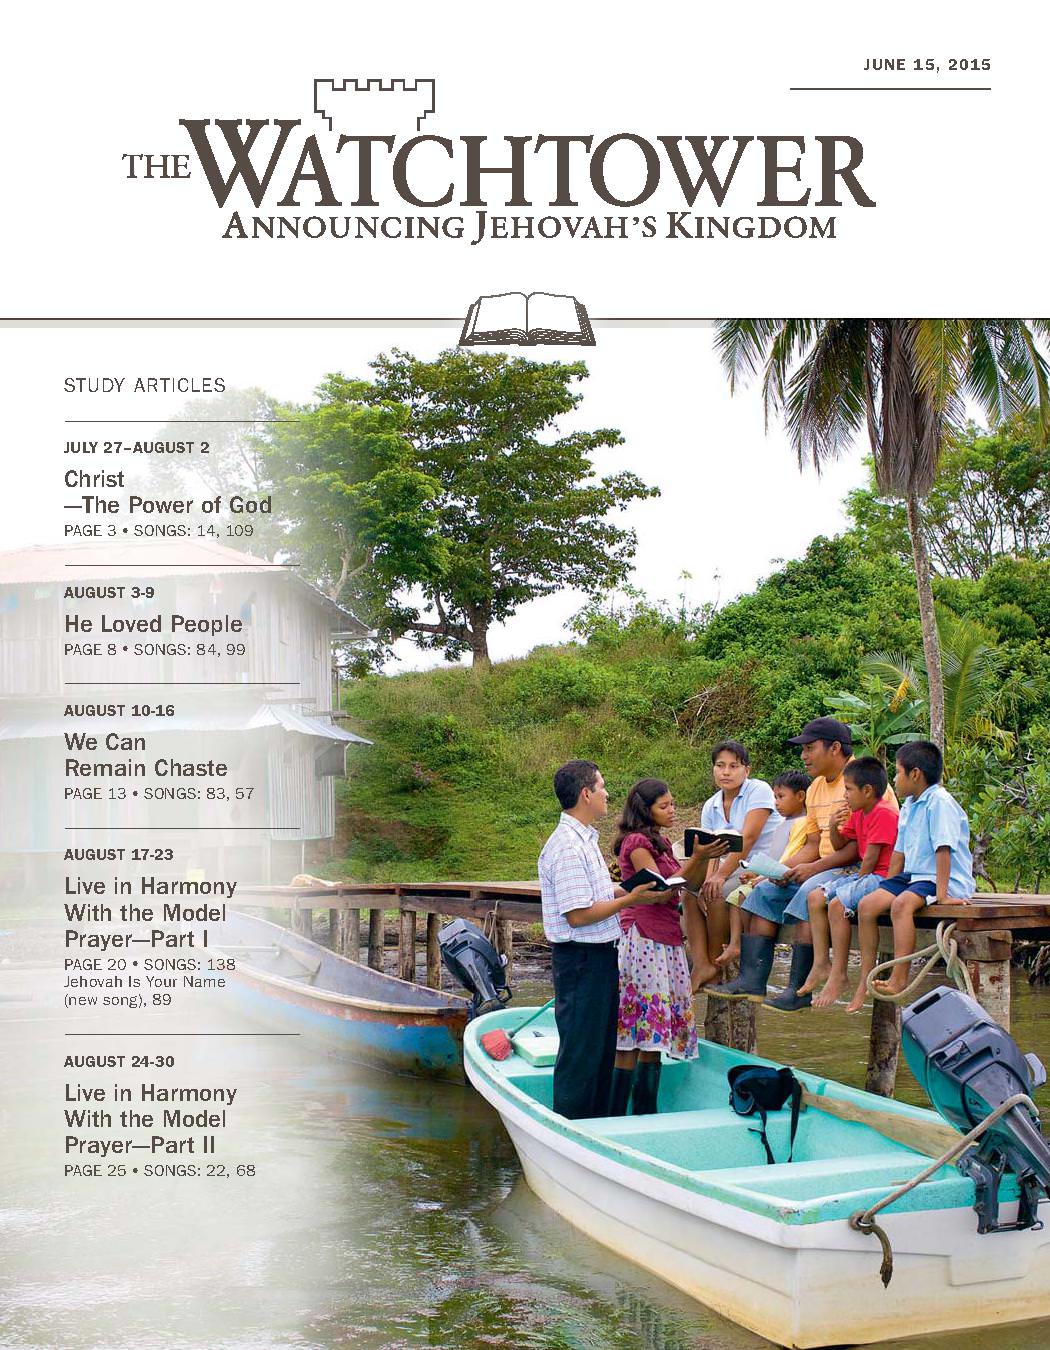 JUNE 15, 2015
THE WATCHTOWER
ANNOUNCING JEHOVAH'S KINGDOM
STUDY ARTICLES
JULY 27–AUGUST 2
Christ
—The Power of God
PAGE 3 • SONGS: 14, 109
AUGUST 3-9
He Loved People
PAGE 8 • SONGS: 84, 99
AUGUST 10-16
We Can
Remain Chaste
PAGE 13 • SONGS: 83, 57
AUGUST 17-23
Live in Harmony
With the Model
Prayer—Part I
PAGE 20 • SONGS: 138
Jehovah Is Your Name
(new song), 89
AUGUST 24-30
Live in Harmony
With the Model
Prayer—Part II
PAGE 25 • SONGS: 22, 68